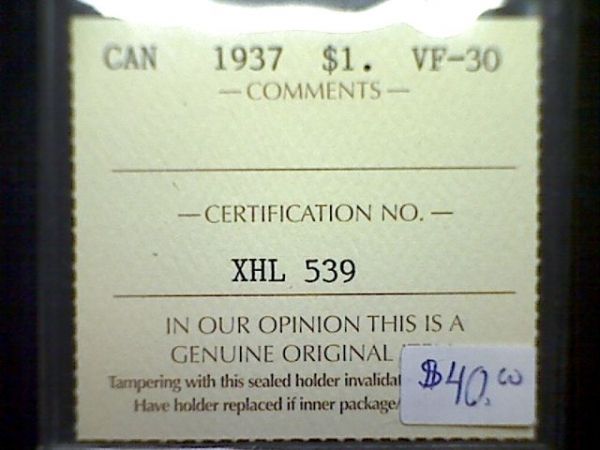 CAN 1937 $1. VF-30
—COMMENTS—
—CERTIFICATION NO.—
XHL 539
IN OUR OPINION THIS IS A
GENUINE ORIGINAL
Tampering with this sealed holder
Have holder replaced if inner package/
$40.00